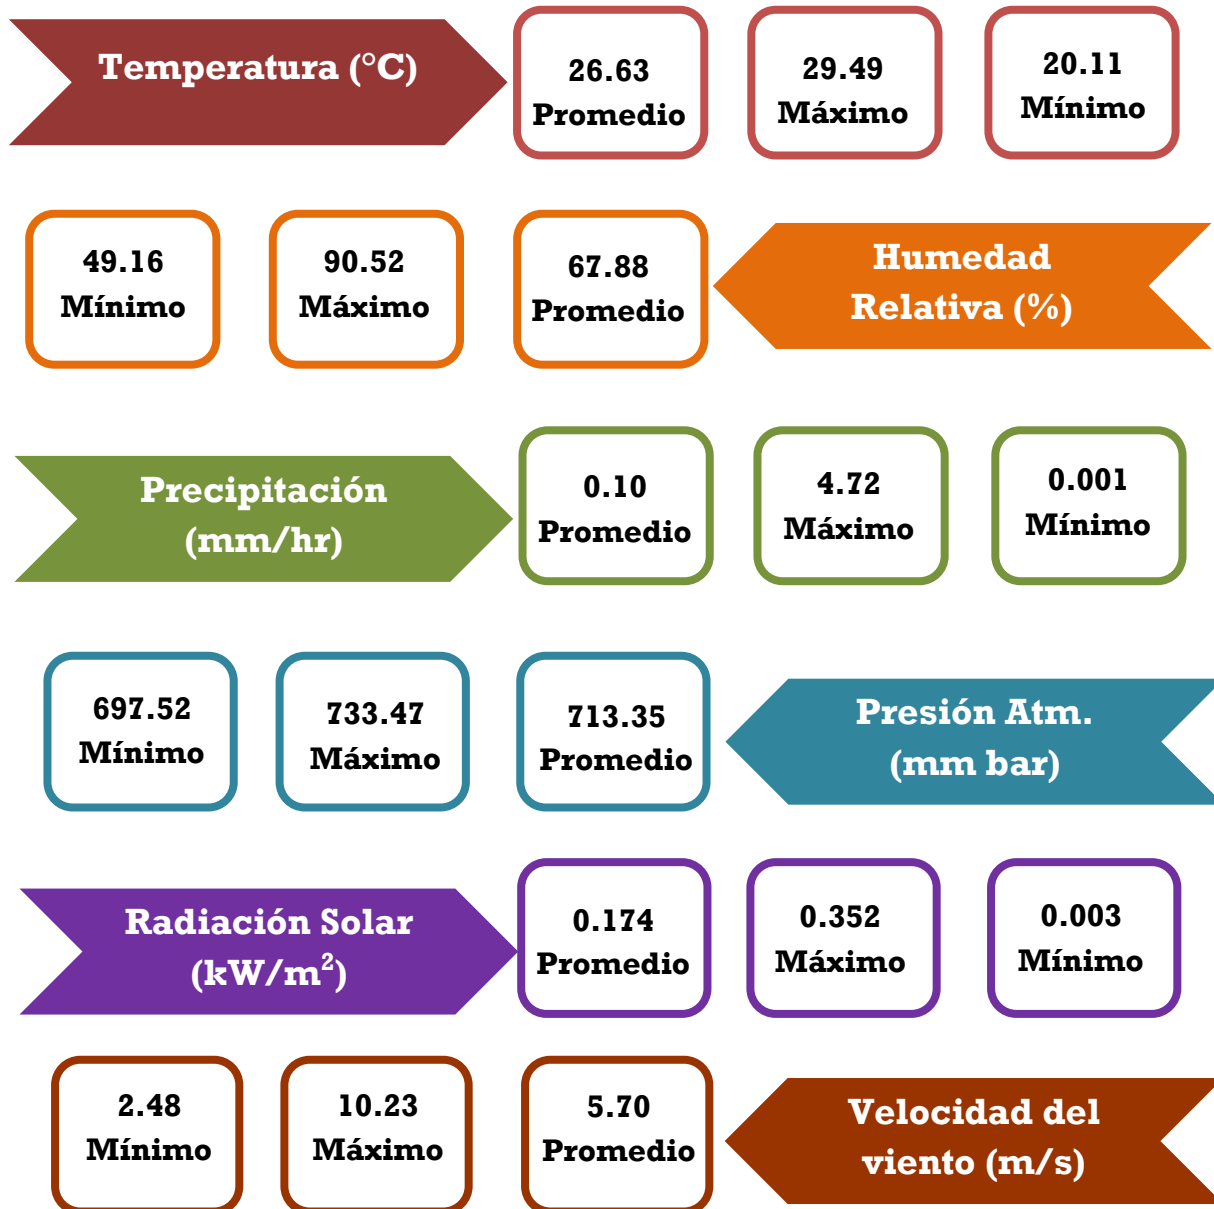 Temperatura (°C)
26.63
Promedio
29.49
Máximo
20.11
Mínimo
49.16
Mínimo
90.52
Máximo
67.88
Promedio
Humedad
Relativa (%)
Precipitación
(mm/hr)
0.10
Promedio
4.72
Máximo
0.001
Mínimo
697.52
Mínimo
733.47
Máximo
713.35
Promedio
Presión Atm.
(mm bar)
Radiación Solar
(kW/m²)
0.174
Promedio
0.352
Máximo
0.003
Mínimo
2.48
Mínimo
10.23
Máximo
5.70
Promedio
Velocidad del
viento (m/s)